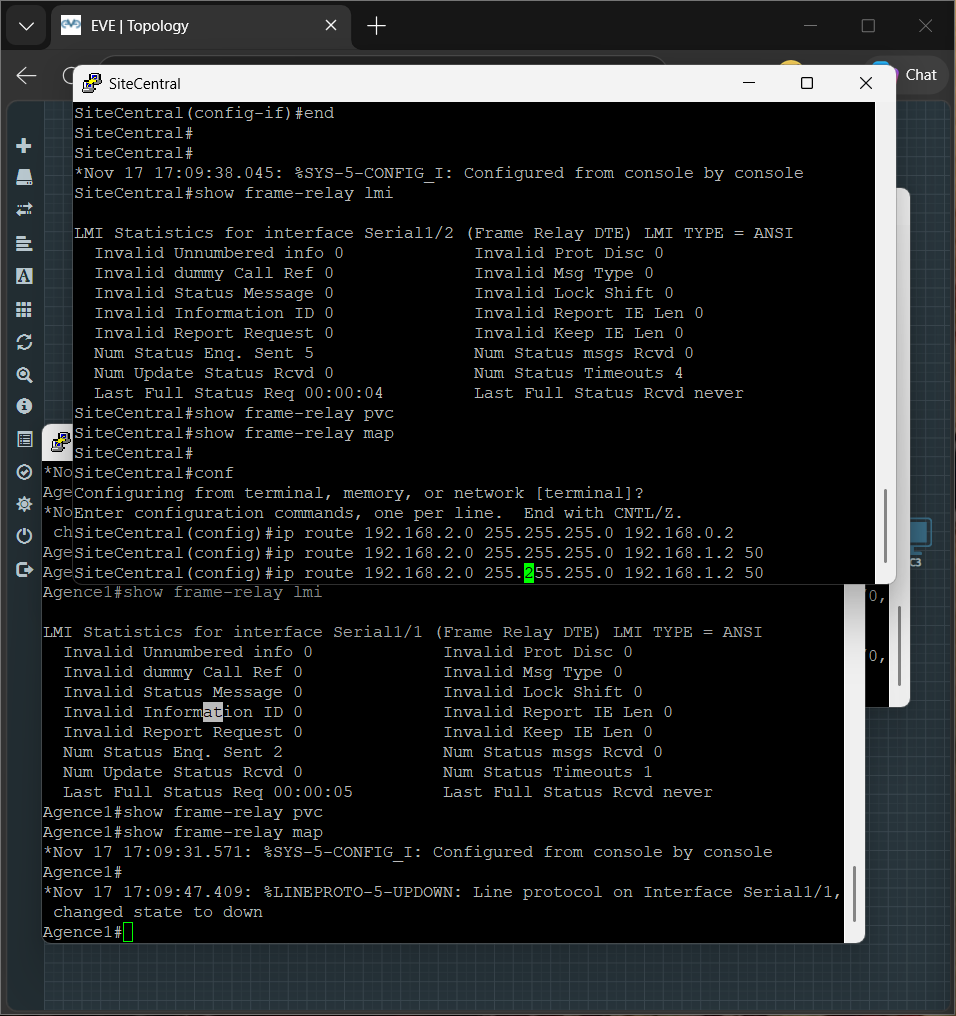 EVE | Topology
Chat
SiteCentral
SiteCentral(config-if)#end
SiteCentral#
SiteCentral#
*Nov 17 17:09:38.045: %SYS-5-CONFIG_I: Configured from console by console
SiteCentral#show frame-relay lmi
LMI Statistics for interface Serial1/2 (Frame Relay DTE) LMI TYPE = ANSI
Invalid Unnumbered info 0 Invalid Prot Disc 0
Invalid dummy Call Ref 0 Invalid Msg Type 0
Invalid Status Message 0 Invalid Lock Shift 0
Invalid Information ID 0 Invalid Report IE Len 0
Invalid Report Request 0 Invalid Keep IE Len 0
Num Status Enq. Sent 5 Num Status msgs Rcvd 0
Num Update Status Rcvd 0 Num Status Timeouts 4
Last Full Status Req 00:00:04 Last Full Status Rcvd never
SiteCentral#show frame-relay pvc
SiteCentral#show frame-relay map
SiteCentral#
SiteCentral#conf
Configuring from terminal, memory, or network [terminal]?
Enter configuration commands, one per line. End with CNTL/Z.
SiteCentral(config)#ip route 192.168.2.0 255.255.255.0 192.168.0.2
SiteCentral(config)#ip route 192.168.2.0 255.255.255.0 192.168.1.2 50
SiteCentral(config)#ip route 192.168.2.0 255.255.255.0 192.168.1.2 50
*No
Age
*No
ch
Age
Age
C3
/0,
/0,
Agence1#show frame-relay lmi
LMI Statistics for interface Serial1/1 (Frame Relay DTE) LMI TYPE = ANSI
Invalid Unnumbered info 0 Invalid Prot Disc 0
Invalid dummy Call Ref 0 Invalid Msg Type 0
Invalid Status Message 0 Invalid Lock Shift 0
Invalid Information ID 0 Invalid Report IE Len 0
Invalid Report Request 0 Invalid Keep IE Len 0
Num Status Enq. Sent 2 Num Status msgs Rcvd 0
Num Update Status Rcvd 0 Num Status Timeouts 1
Last Full Status Req 00:00:05 Last Full Status Rcvd never
Agence1#show frame-relay pvc
Agence1#show frame-relay map
*Nov 17 17:09:31.571: %SYS-5-CONFIG_I: Configured from console by console
Agence1#
*Nov 17 17:09:47.409: %LINEPROTO-5-UPDOWN: Line protocol on Interface Serial1/1,
changed state to down
Agence1#